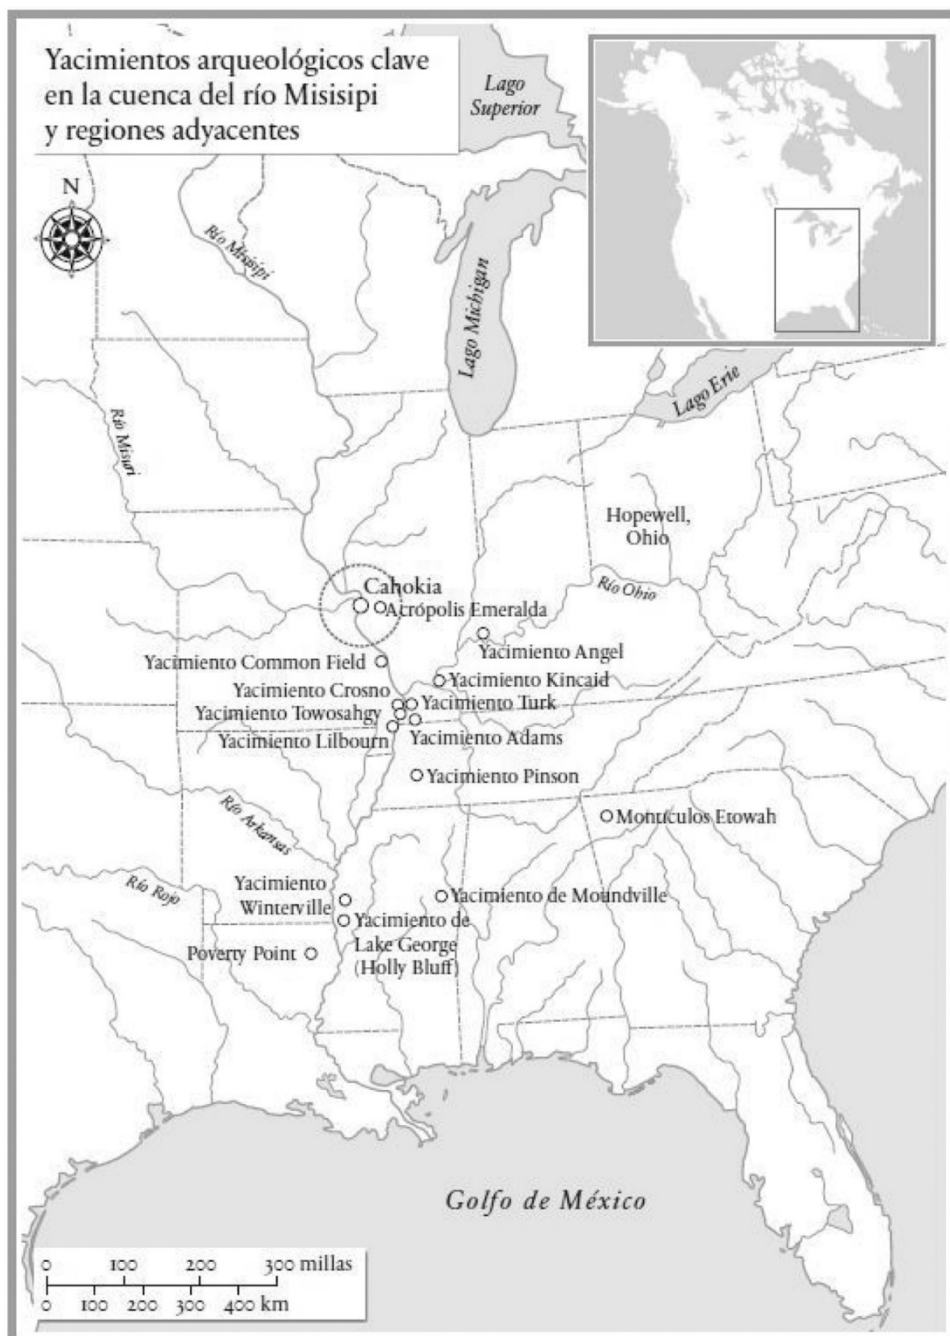 Yacimientos arqueológicos clave
en la cuenca del río Misisipi
y regiones adyacentes
Lago
Superior
N
Río Misisipi
Lago Michigan
Lago Erie
Río Misuri
Hopewell,
Ohio
Río Ohio
Cahokia
Acrópolis Emeralda
Yacimiento Angel
Yacimiento Common Field
Yacimiento Kincaid
Yacimiento Crosno
Yacimiento Turk
Yacimiento Towosahgy
Yacimiento Lilbourn
Yacimiento Adams
Yacimiento Pinson
Río Arkansas
Montículos Etowah
Río Rojo
Yacimiento
Winterville
Yacimiento de Moundville
Yacimiento de
Lake George
(Holly Bluff)
Poverty Point
Golfo de México
0 100 200 300 millas
0 100 200 300 400 km